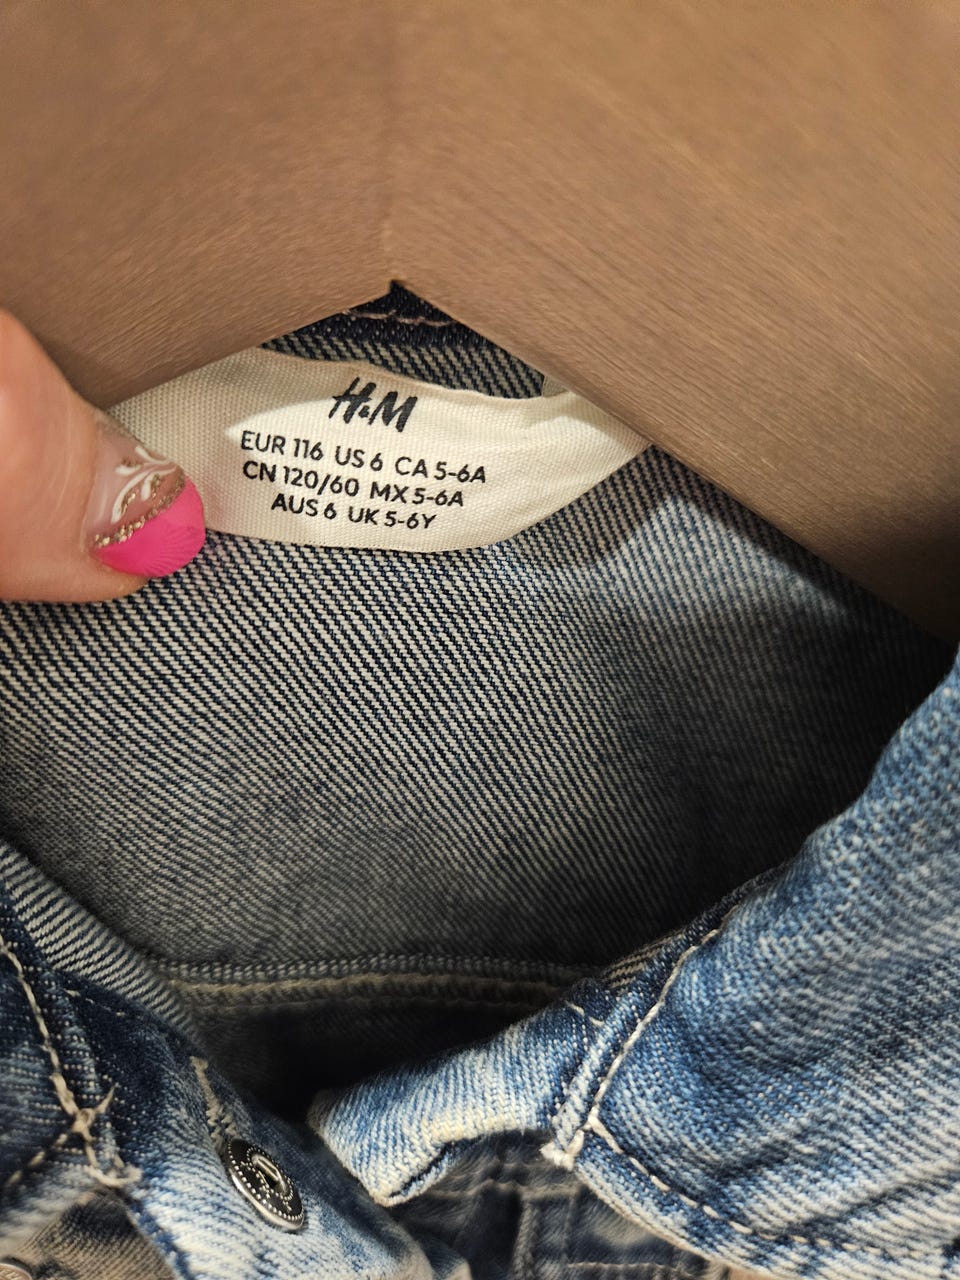 H&M
EUR 116 US 6 CA 5-6A
CN 120/60 MX 5-6A
AUS 6 UK 5-6Y